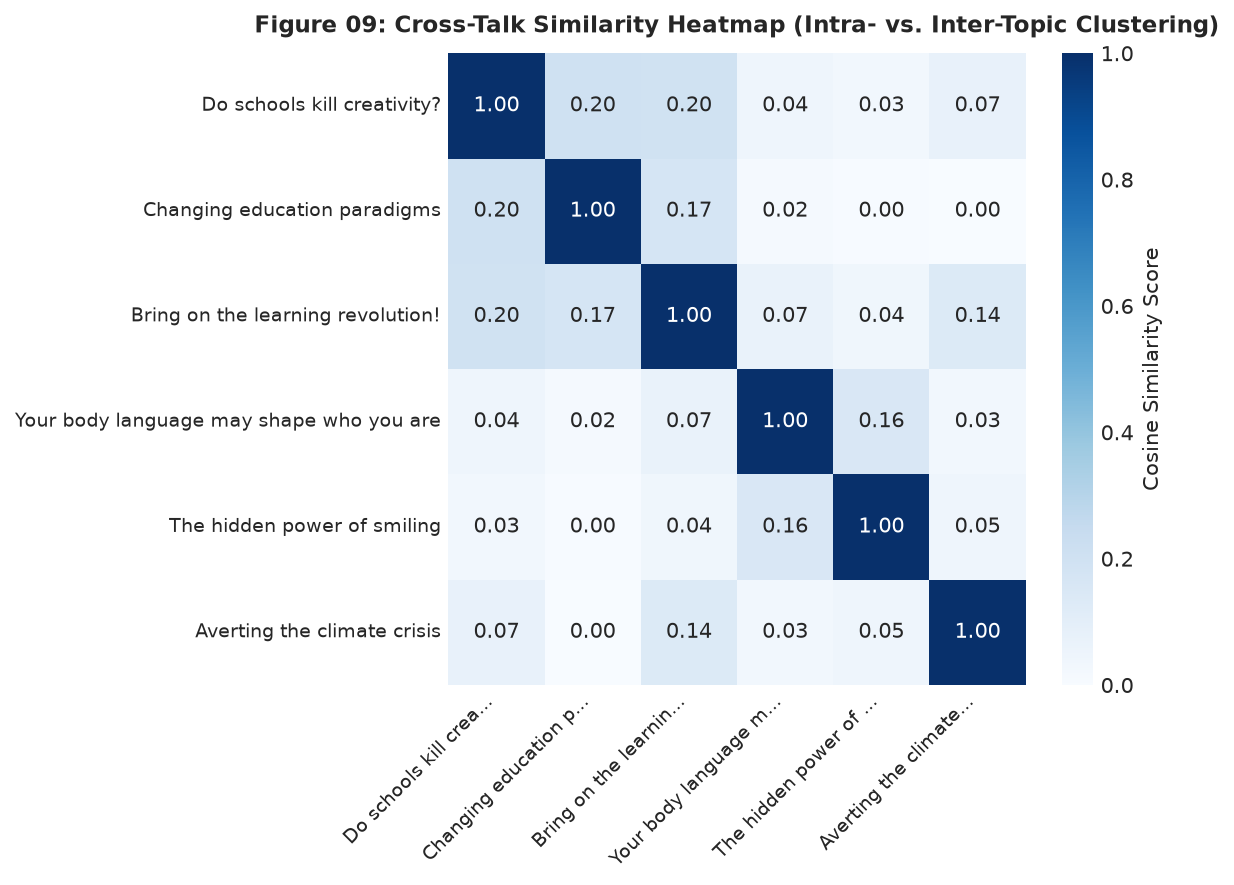 Figure 09: Cross-Talk Similarity Heatmap (Intra- vs. Inter-Topic Clustering)
Do schools kill creativity? 1.00 0.20 0.20 0.04 0.03 0.07
Changing education paradigms 0.20 1.00 0.17 0.02 0.00 0.00
Bring on the learning revolution! 0.20 0.17 1.00 0.07 0.04 0.14
Your body language may shape who you are 0.04 0.02 0.07 1.00 0.16 0.03
The hidden power of smiling 0.03 0.00 0.04 0.16 1.00 0.05
Averting the climate crisis 0.07 0.00 0.14 0.03 0.05 1.00
Do schools kill crea...
Changing education p...
Bring on the learnin...
Your body language m...
The hidden power of ...
Averting the climate...
1.0
0.8
0.6
0.4
0.2
0.0
Cosine Similarity Score